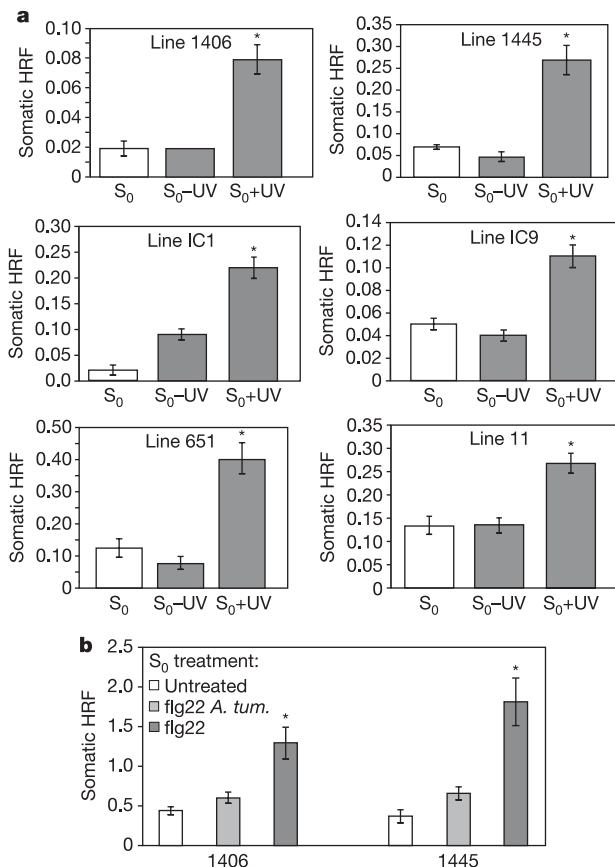 a
Line 1406
Somatic HRF
0.10
0.08
0.06
0.04
0.02
0
S0 S0–UV S0+UV
*
Line 1445
Somatic HRF
0.35
0.30
0.25
0.20
0.15
0.10
0.05
0
S0 S0–UV S0+UV
*
Line IC1
Somatic HRF
0.30
0.25
0.20
0.15
0.10
0.05
0.0
S0 S0–UV S0+UV
*
Line IC9
Somatic HRF
0.14
0.12
0.10
0.08
0.06
0.04
0.02
0.00
S0 S0–UV S0+UV
*
Line 651
Somatic HRF
0.50
0.40
0.30
0.20
0.10
0
S0 S0–UV S0+UV
*
Line 11
Somatic HRF
0.35
0.30
0.25
0.20
0.15
0.10
0.05
0
S0 S0+UV S0–UV
*
b
S0 treatment:
Untreated
flg22 A. tum.
flg22
Somatic HRF
2.5
2.0
1.5
1.0
0.5
0
*
*
1406 1445